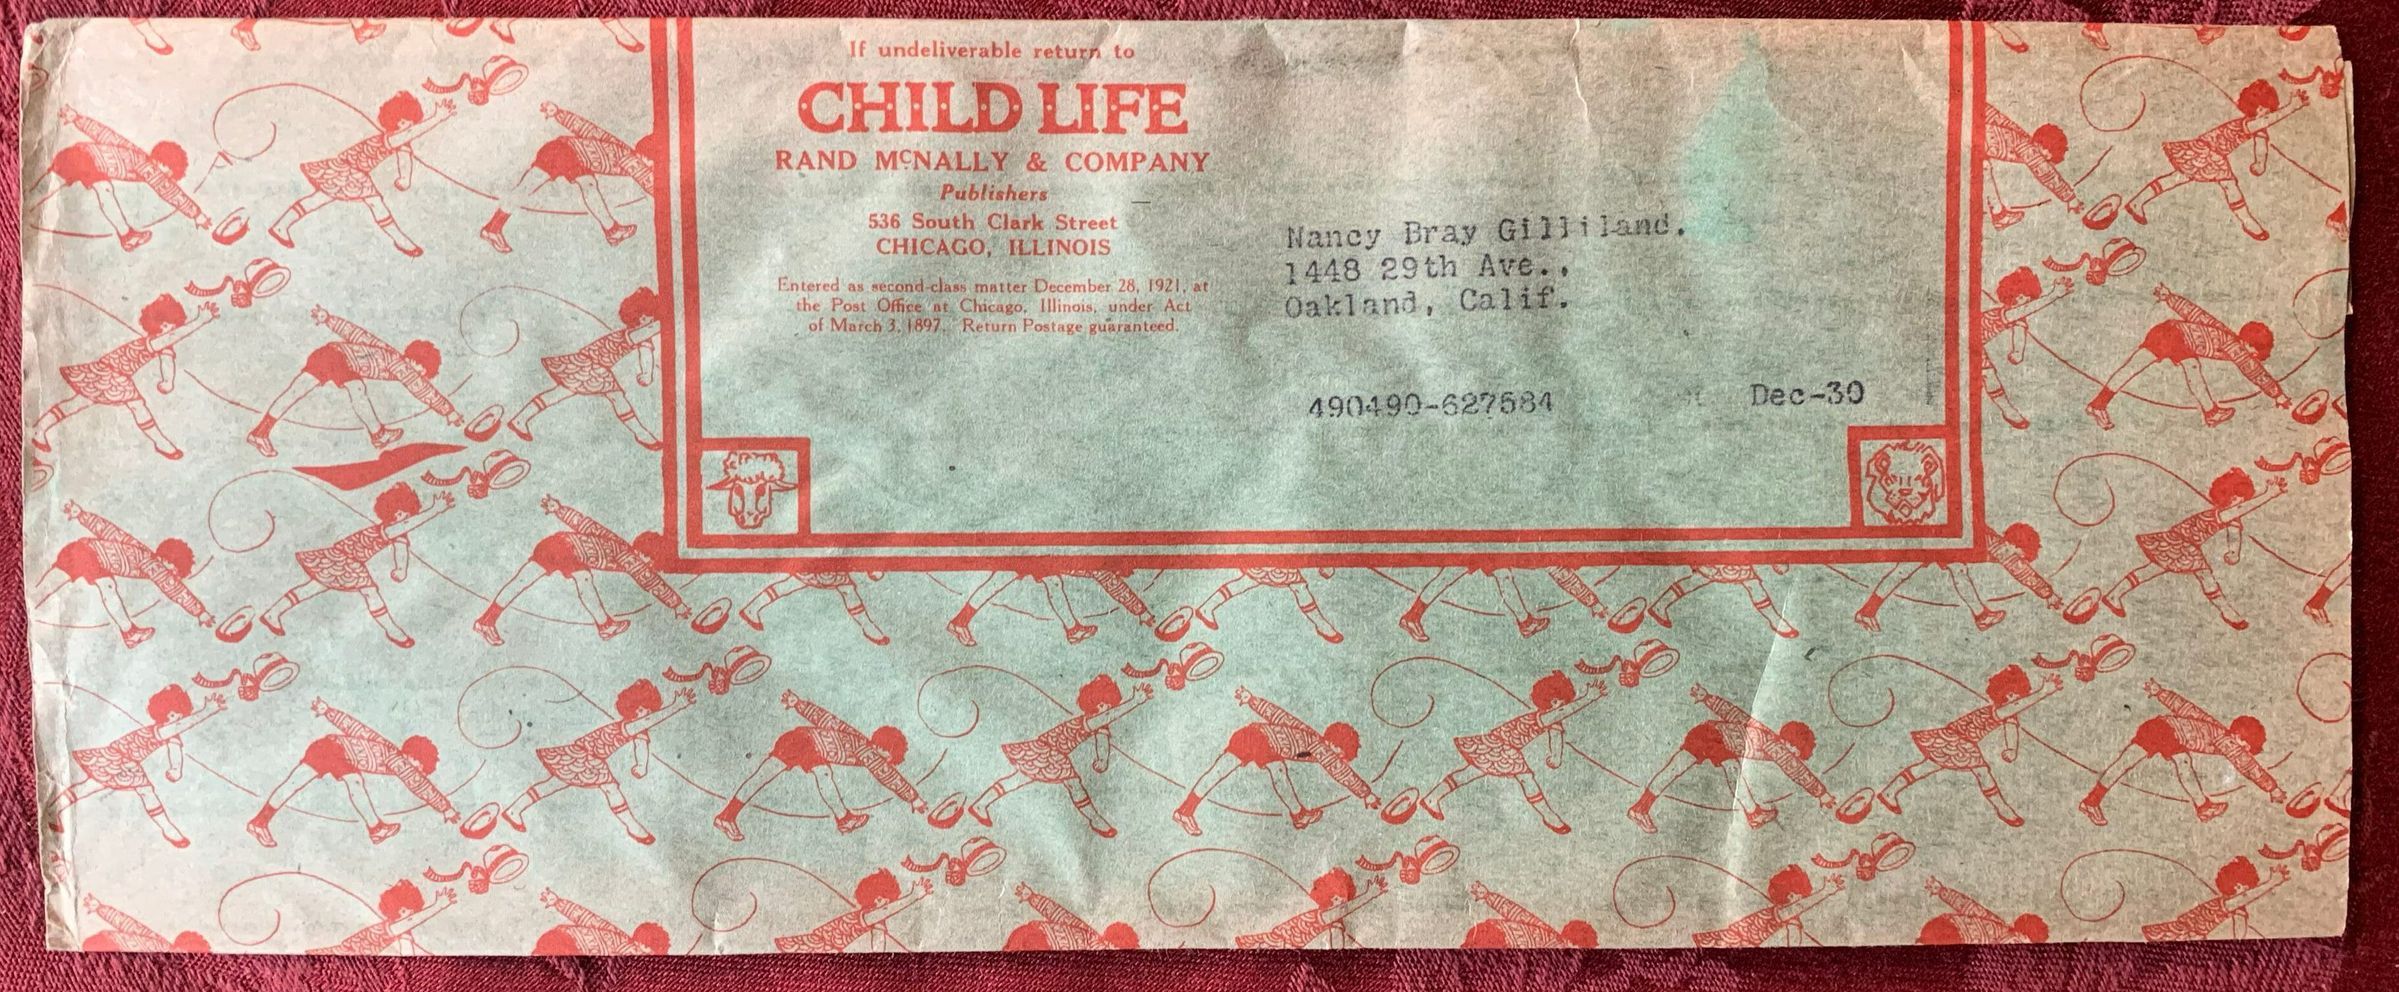 If undeliverable return to
CHILD LIFE
RAND McNALLY & COMPANY
Publishers
536 South Clark Street
CHICAGO, ILLINOIS
Entered as second-class matter December 28, 1921, at
the Post Office at Chicago, Illinois, under Act
of March 3, 1897. Return Postage guaranteed.
Nancy Bray Gilliland.
1448 29th Ave.,
Oakland, Calif.
490490-627584 Dec-30